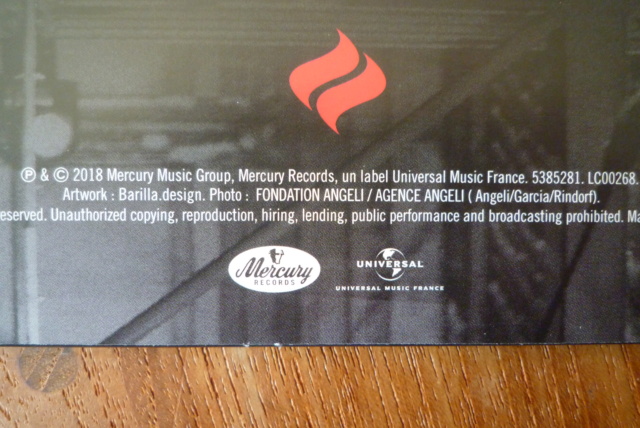 ℗ & © 2018 Mercury Music Group, Mercury Records, un label Universal Music France. 5385281. LC00268.
Artwork : Barilla.design. Photo : FONDATION ANGELI / AGENCE ANGELI ( Angeli/Garcia/Rindorf).
eserved. Unauthorized copying, reproduction, hiring, lending, public performance and broadcasting prohibited. Ma
Mercury
RECORDS
UNIVERSAL
UNIVERSAL MUSIC FRANCE